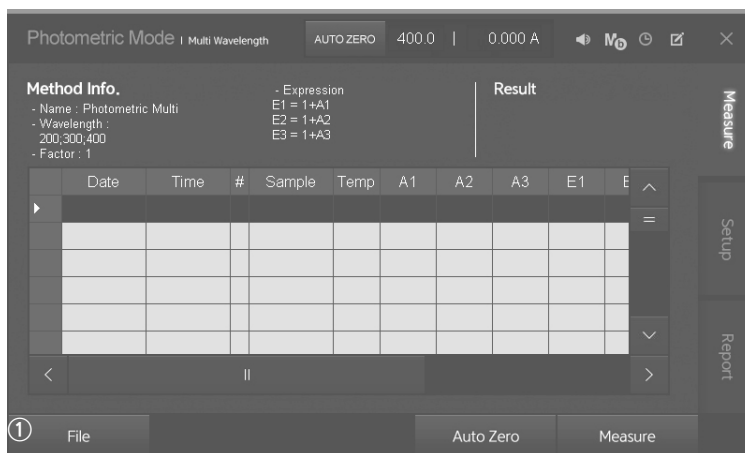 Photometric Mode | Multi Wavelength
AUTO ZERO
400.0 | 0.000 A
Method Info.
- Name : Photometric Multi
- Wavelength :
200;300;400
- Factor : 1
- Expression
E1 = 1+A1
E2 = 1+A2
E3 = 1+A3
Result
Date Time # Sample Temp A1 A2 A3 E1
Measure
Setup
Report
① File Auto Zero Measure